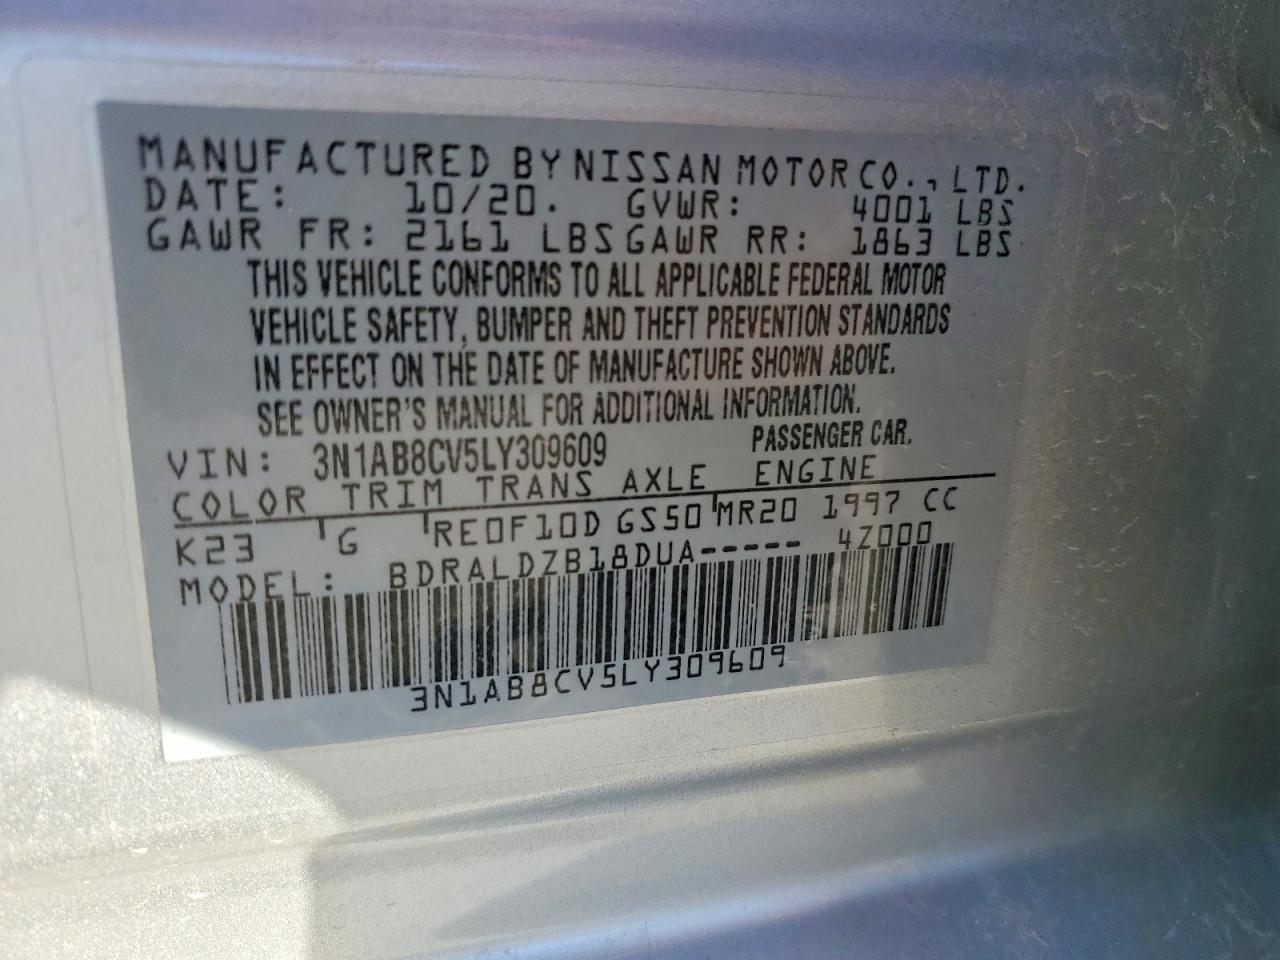 MANUFACTURED BY NISSAN MOTOR CO., LTD.
DATE: 10/20. GVWR: 4001 LBS
GAWR FR: 2161 LBS GAWR RR: 1863 LBS
THIS VEHICLE CONFORMS TO ALL APPLICABLE FEDERAL MOTOR
VEHICLE SAFETY, BUMPER AND THEFT PREVENTION STANDARDS
IN EFFECT ON THE DATE OF MANUFACTURE SHOWN ABOVE.
SEE OWNER'S MANUAL FOR ADDITIONAL INFORMATION.
VIN: 3N1AB8CV5LY309609 PASSENGER CAR.
COLOR TRIM TRANS AXLE ENGINE
K23 G RE0F10D GS50 MR20 1997 CC
MODEL: BDRALDZB18DUA----- 4Z000
3N1AB8CV5LY309609